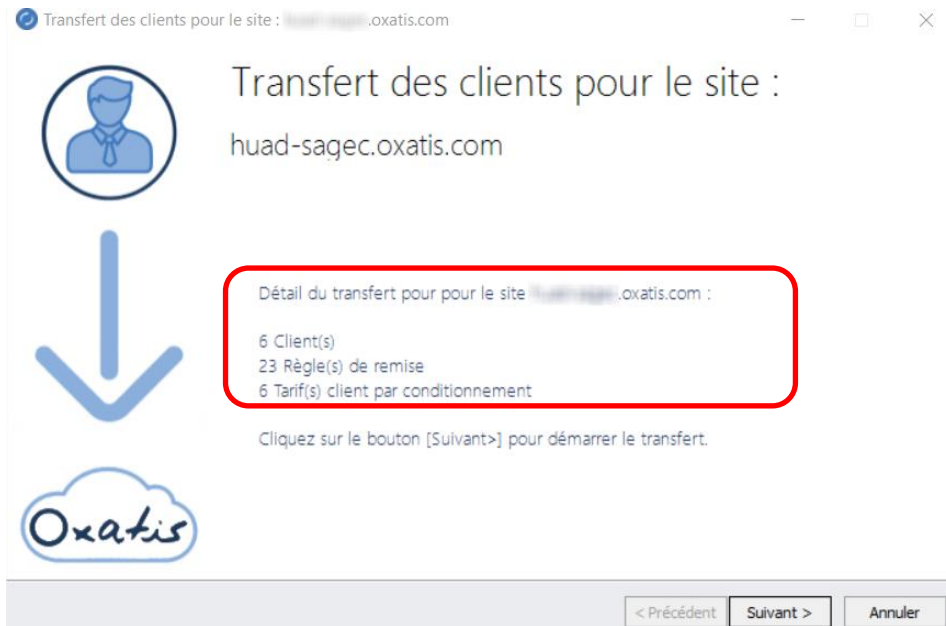 Transfert des clients pour le site : .oxatis.com
Transfert des clients pour le site :
huad-sagec.oxatis.com
Détail du transfert pour pour le site .oxatis.com :
6 Client(s)
23 Règle(s) de remise
6 Tarif(s) client par conditionnement
Cliquez sur le bouton [Suivant>] pour démarrer le transfert.
Oxatis
< Précédent
Suivant >
Annuler